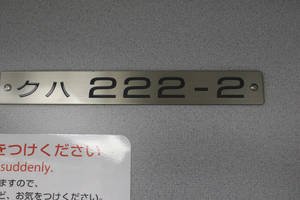 クハ 222-2
をつけください
suddenly.
ますので、
ど、お気をつけください。